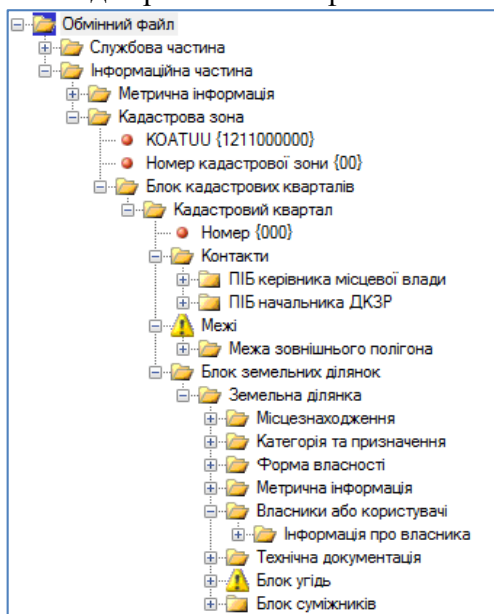 Обмінний файл
Службова частина
Інформаційна частина
Метрична інформація
Кадастрова зона
KOATUU {1211000000}
Номер кадастрової зони {00}
Блок кадастрових кварталів
Кадастровий квартал
Номер {000}
Контакти
ПІБ керівника місцевої влади
ПІБ начальника ДКЗР
Межі
Межа зовнішнього полігона
Блок земельних ділянок
Земельна ділянка
Місцезнаходження
Категорія та призначення
Форма власності
Метрична інформація
Власники або користувачі
Інформація про власника
Технічна документація
Блок угідь
Блок суміжників